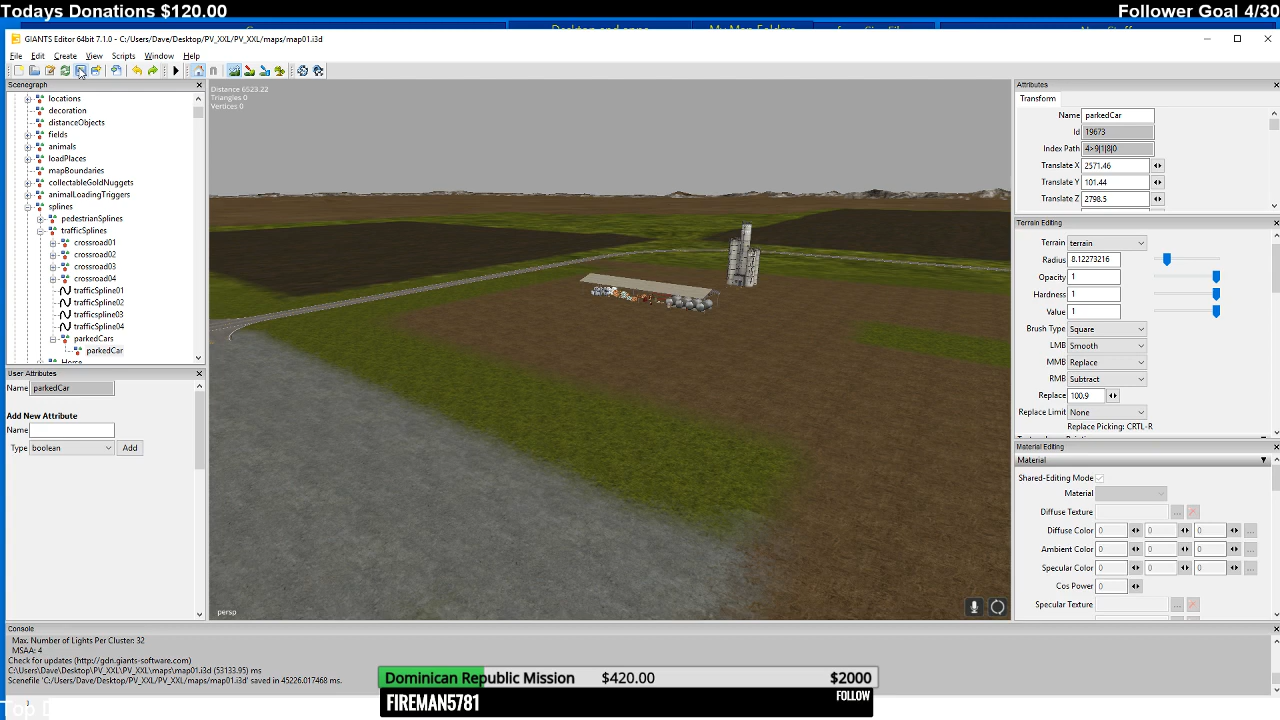 Todays Donations $120.00
Follower Goal 4/30
GIANTS Editor 64bit 7.1.0 - C:/Users/Dave/Desktop/PV_XXL/PV_XXL/maps/map01.i3d
File Edit Create View Scripts Window Help
Scenegraph
locations
decoration
distanceObjects
fields
animals
loadPlaces
mapBoundaries
collectableGoldNuggets
animalLoadingTriggers
splines
pedestrianSplines
trafficSplines
crossroad01
crossroad02
crossroad03
crossroad04
trafficSpline01
trafficSpline02
trafficSpline03
trafficSpline04
parkedCars
parkedCar
User Attributes
Name parkedCar
Add New Attribute
Name
Type boolean Add
Distance 6523.22
Triangles 0
Vertices 0
persp
Attributes
Transform
Name parkedCar
Id 19673
Index Path 4>9|1|8|0
Translate X 2571.46
Translate Y 101.44
Translate Z 2798.5
Terrain Editing
Terrain terrain
Radius 8.12273216
Opacity 1
Hardness 1
Value 1
Brush Type Square
LMB Smooth
MMB Replace
RMB Subtract
Replace 100.9
Replace Limit None
Replace Picking: CRTL-R
Material Editing
Material
Shared-Editing Mode
Material
Diffuse Texture ...
Diffuse Color 0 0 0 ...
Ambient Color 0 0 0 ...
Specular Color 0 0 0 ...
Cos Power 0
Specular Texture ...
Console
Max. Number of Lights Per Cluster: 32
MSAA: 4
Check for updates (http://gdn.giants-software.com)
C:\Users\Dave\Desktop\PV_XXL\PV_XXL\maps\map01.i3d (53133.95) ms
Scenefile 'C:/Users/Dave/Desktop/PV_XXL/PV_XXL/maps/map01.i3d' saved in 45226.017468 ms.
Dominican Republic Mission $420.00 $2000
FIREMAN5781 FOLLOW